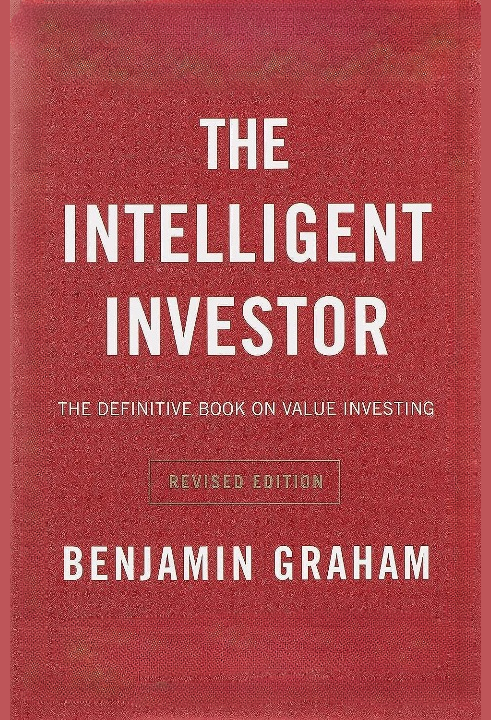 THE
INTELLIGENT
INVESTOR
THE DEFINITIVE BOOK ON VALUE INVESTING
REVISED EDITION
BENJAMIN GRAHAM